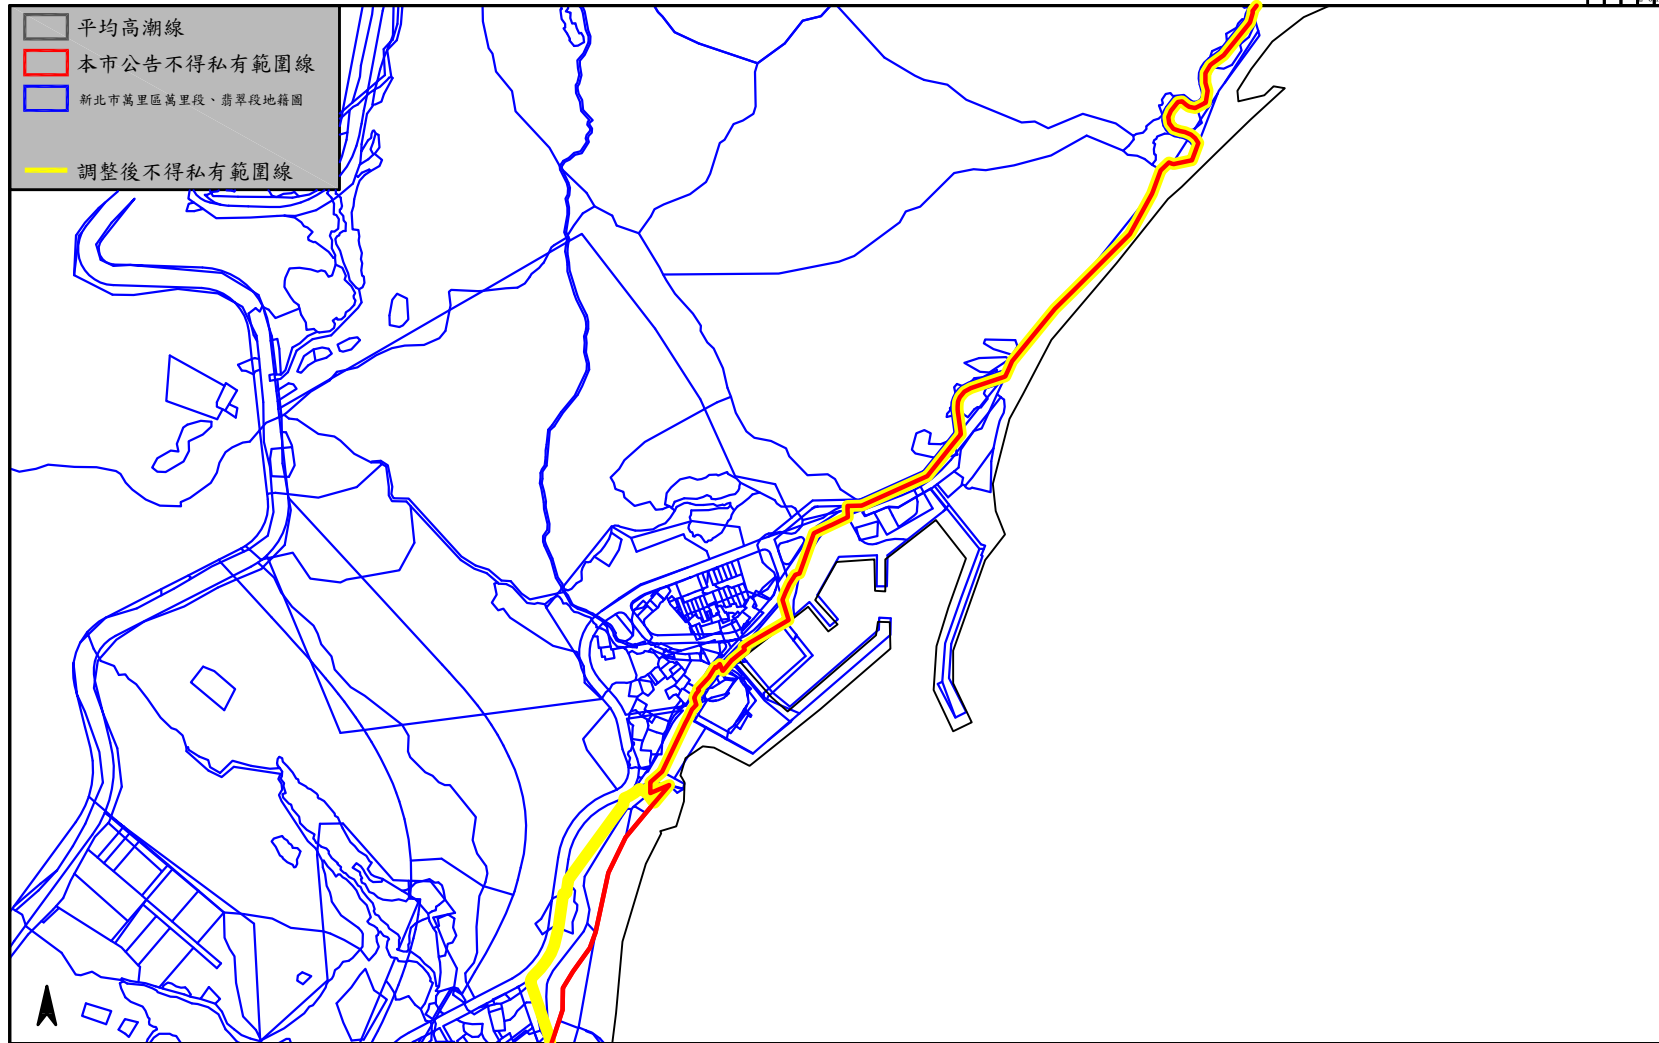 平均高潮線
本市公告不得私有範圍線
新北市萬里區萬里段、翡翠段地籍圖
調整後不得私有範圍線